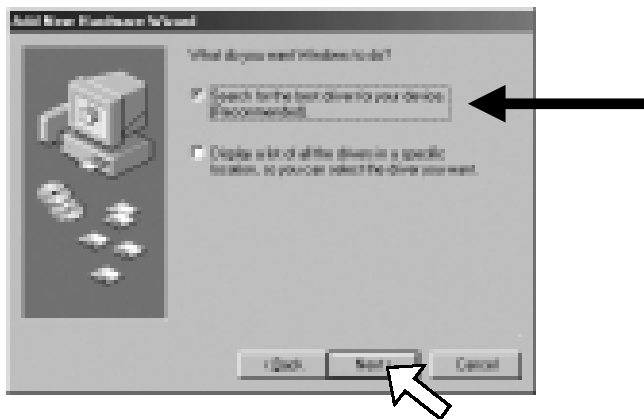 Add New Hardware Wizard
What do you want Windows to do?
Search for the best driver for your device.
(Recommended).
Display a list of all the drivers in a specific
location, so you can select the driver you want.
< Back
Next >
Cancel